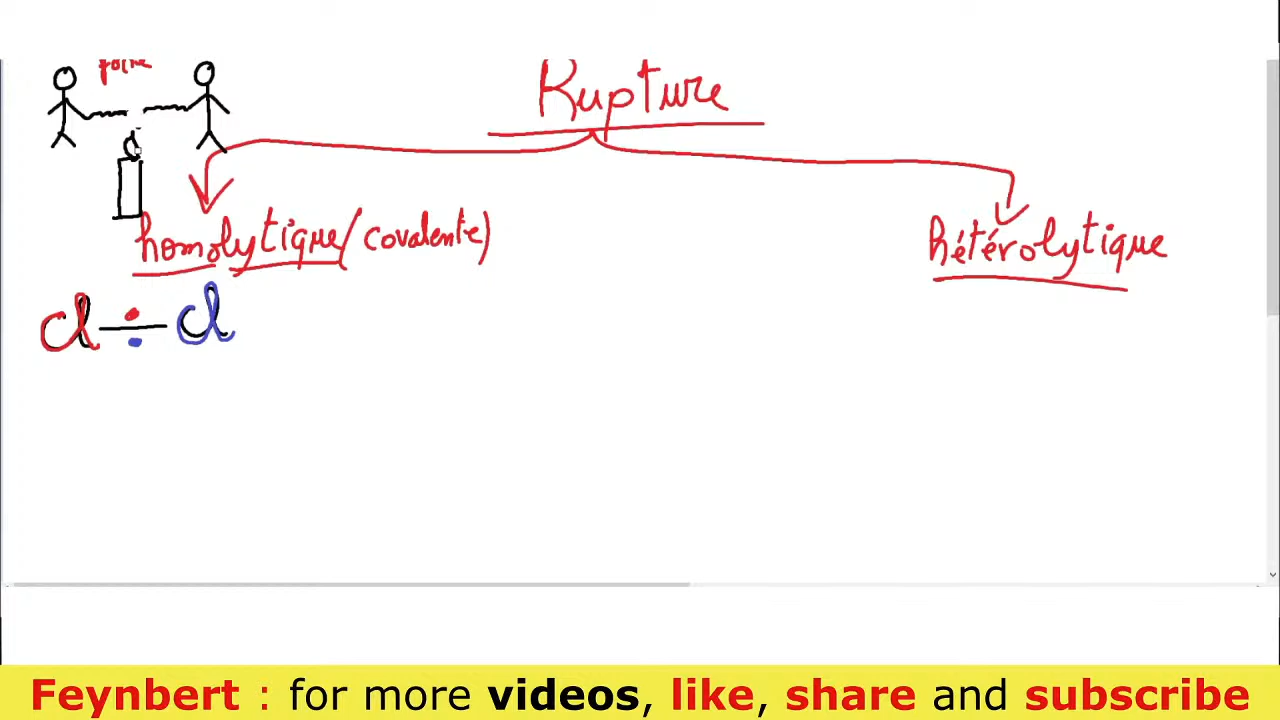 Rupture
homolytique/covalente)
hétérolytique
Cl Cl
Feynbert : for more videos, like, share and subscribe